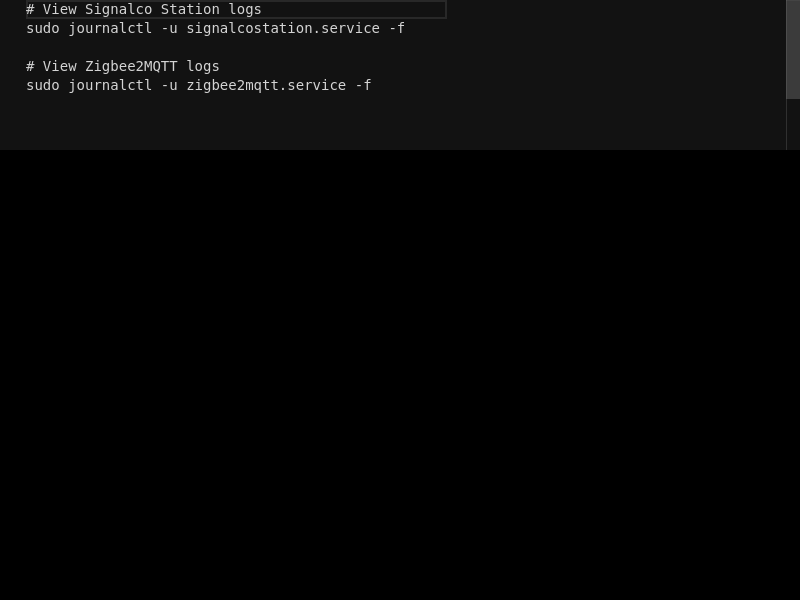 # View Signalco Station logs
sudo journalctl -u signalcostation.service -f
# View Zigbee2MQTT logs
sudo journalctl -u zigbee2mqtt.service -f